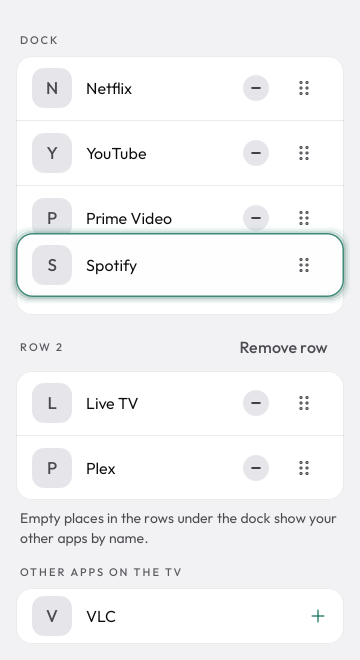 DOCK
N Netflix
Y YouTube
P Prime Video
S Spotify
ROW 2 Remove row
L Live TV
P Plex
Empty places in the rows under the dock show your
other apps by name.
OTHER APPS ON THE TV
V VLC